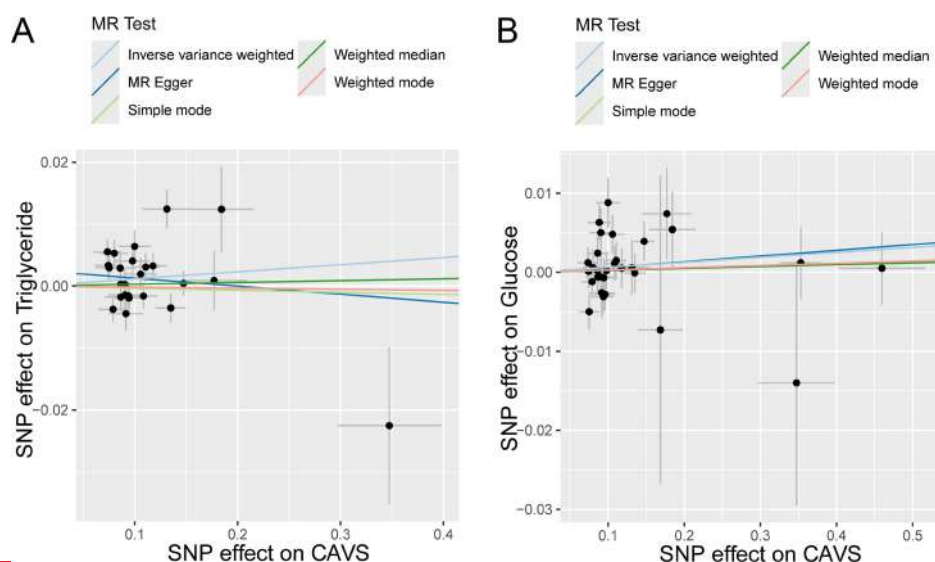 A
MR Test
Inverse variance weighted
Weighted median
MR Egger
Weighted mode
Simple mode
SNP effect on Triglyceride
0.02
0.00
−0.02
0.1 0.2 0.3 0.4
SNP effect on CAVS
B
MR Test
Inverse variance weighted
Weighted median
MR Egger
Weighted mode
Simple mode
SNP effect on Glucose
0.01
0.00
−0.01
−0.02
−0.03
0.1 0.2 0.3 0.4 0.5
SNP effect on CAVS